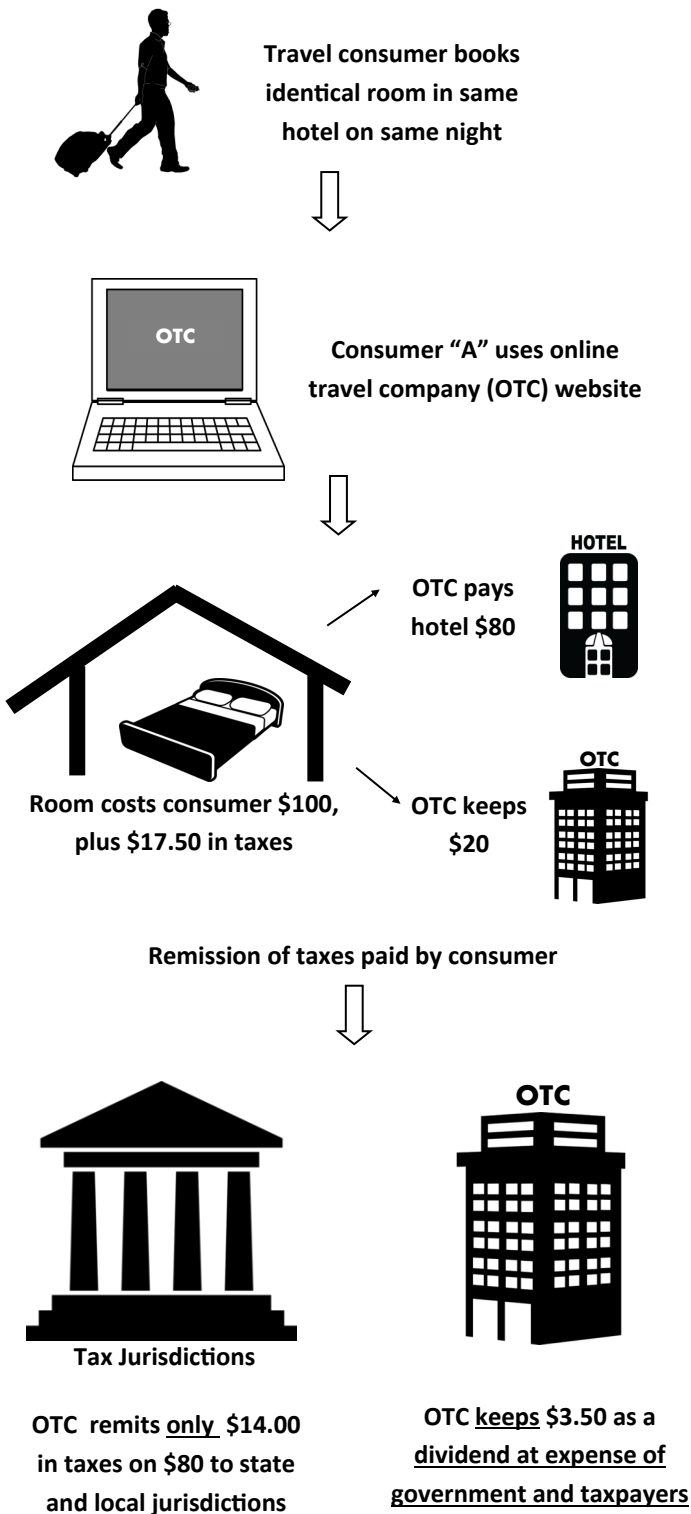 Travel consumer books
identical room in same
hotel on same night
OTC
Consumer “A” uses online
travel company (OTC) website
HOTEL
OTC pays
hotel $80
OTC
Room costs consumer $100,
plus $17.50 in taxes
OTC keeps
$20
Remission of taxes paid by consumer
OTC
Tax Jurisdictions
OTC remits only $14.00
in taxes on $80 to state
and local jurisdictions
OTC keeps $3.50 as a
dividend at expense of
government and taxpayers